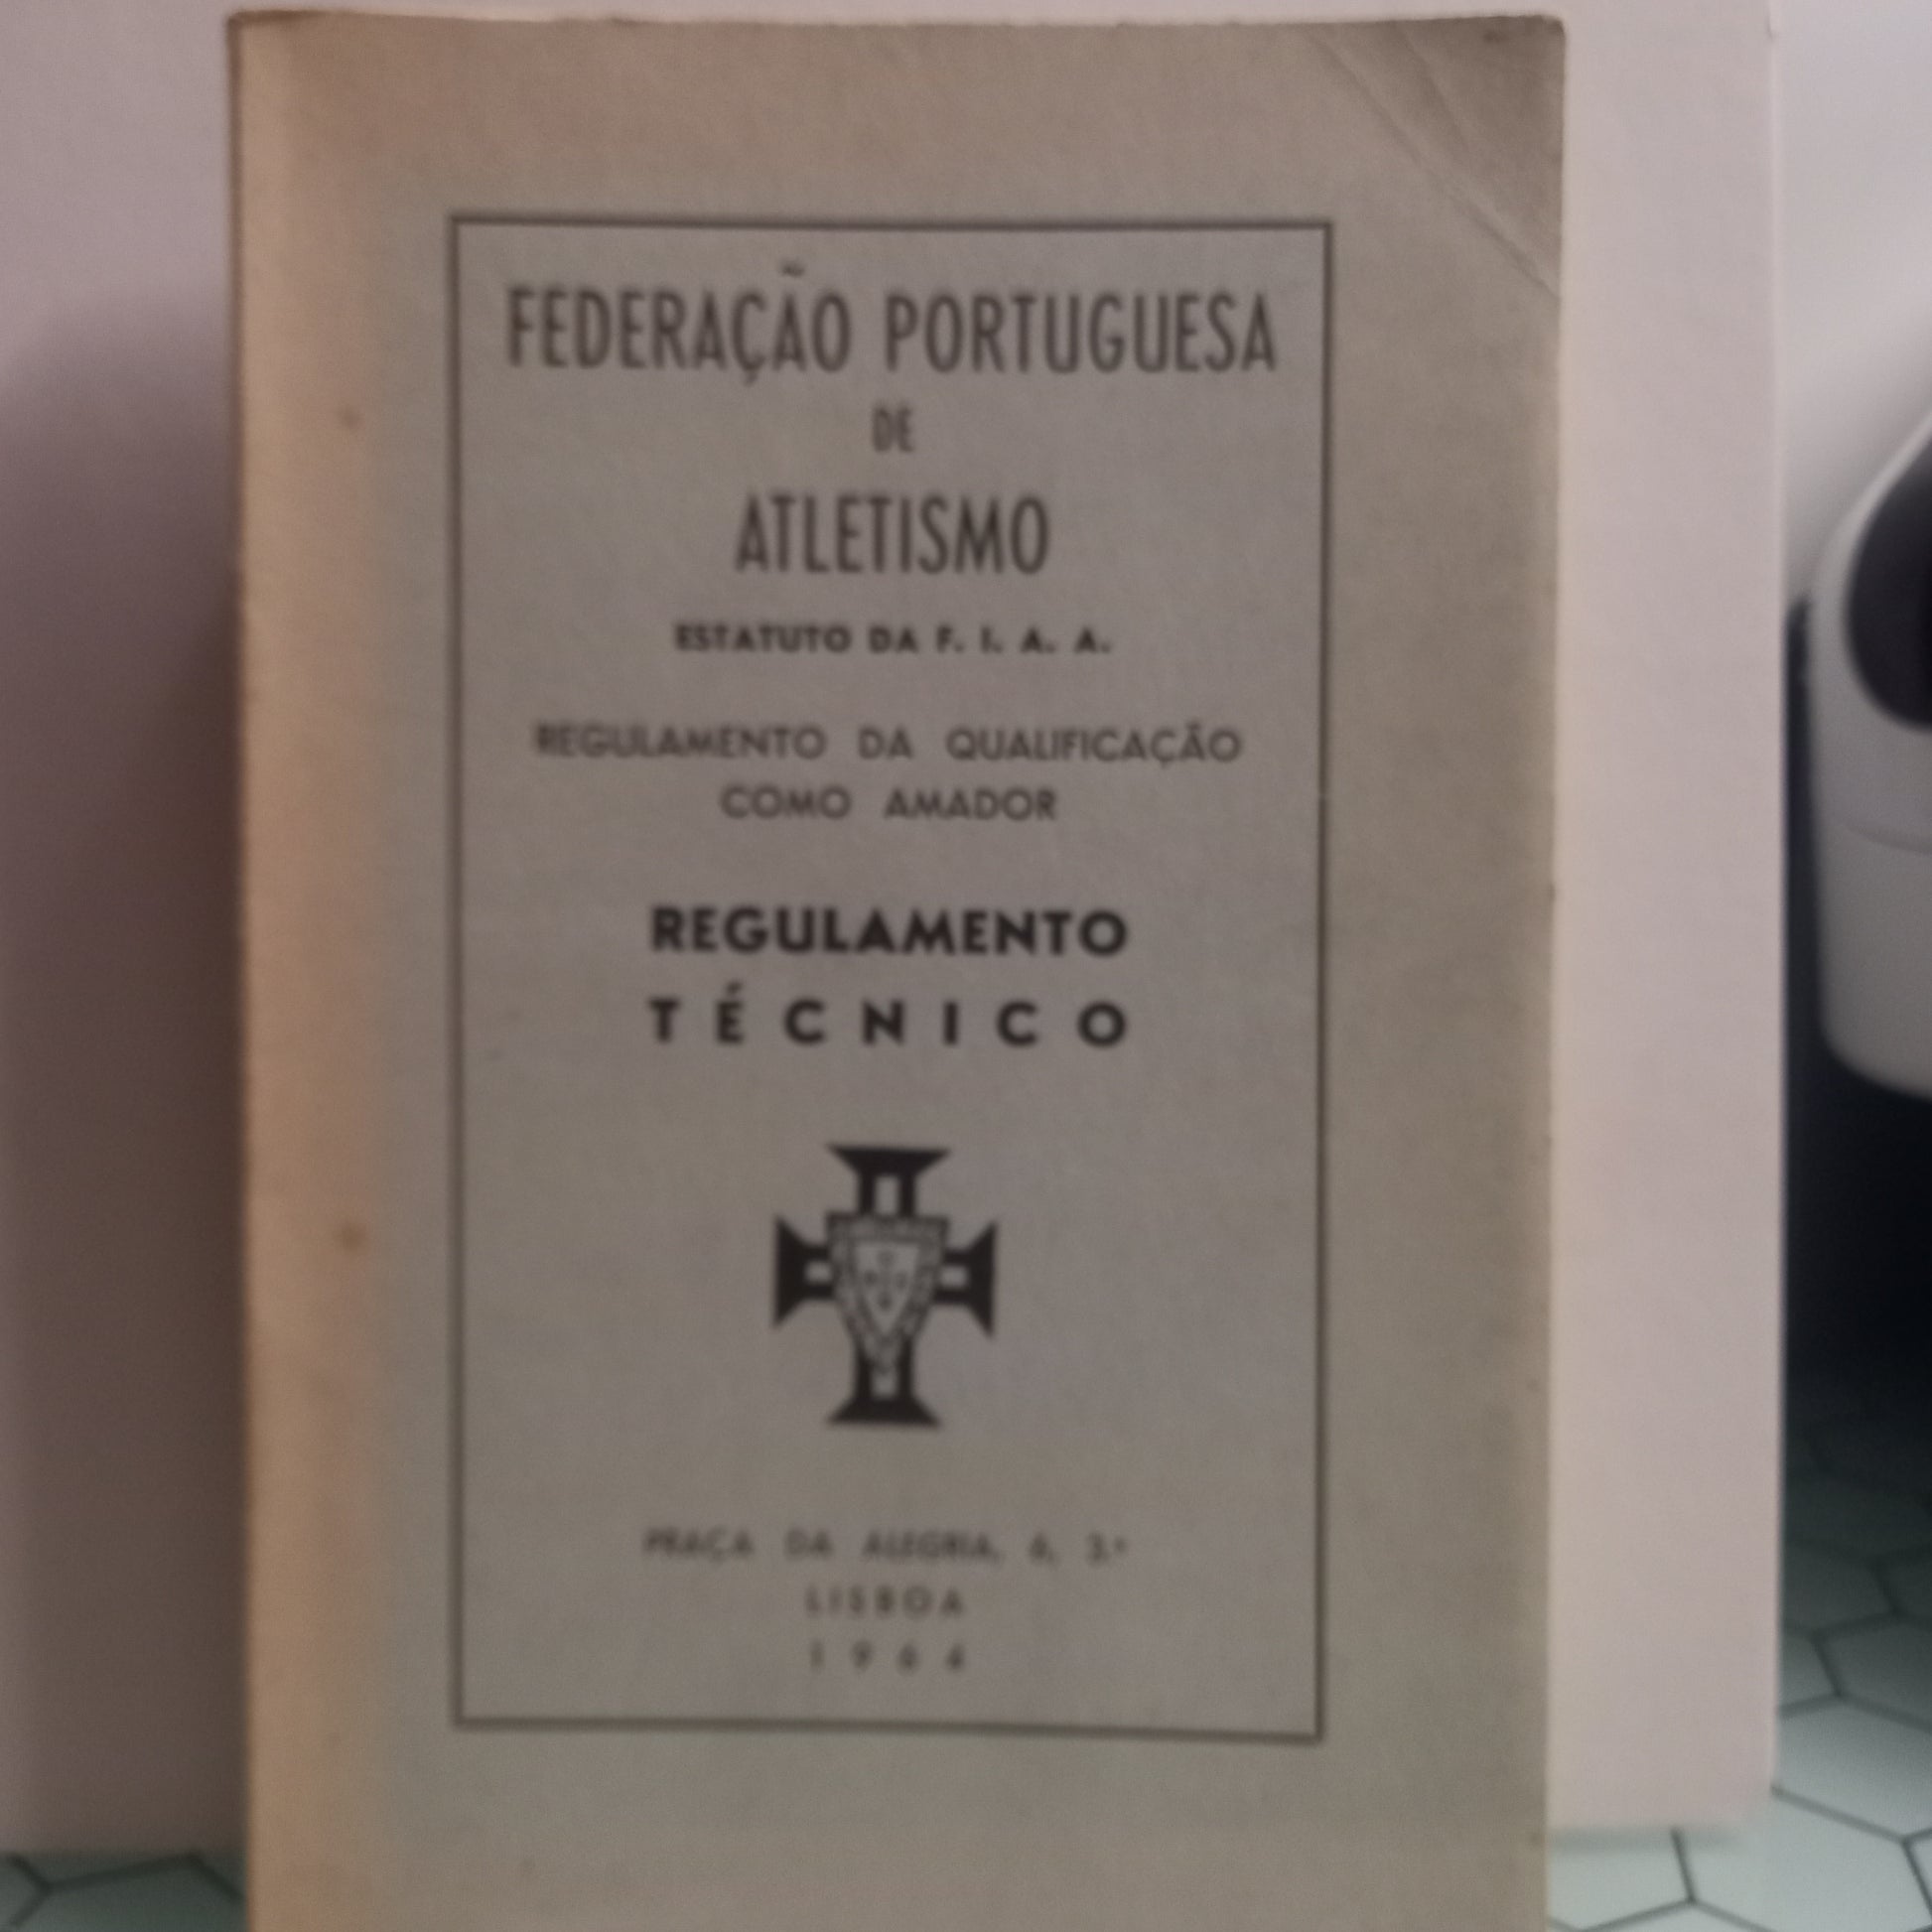 FEDERAÇÃO PORTUGUESA
DE
ATLETISMO
ESTATUTO DA F. I. A. A.
REGULAMENTO DA QUALIFICAÇÃO
COMO AMADOR
REGULAMENTO
TÉCNICO
PRAÇA DA ALEGRIA, 6, 3.º
LISBOA
1964